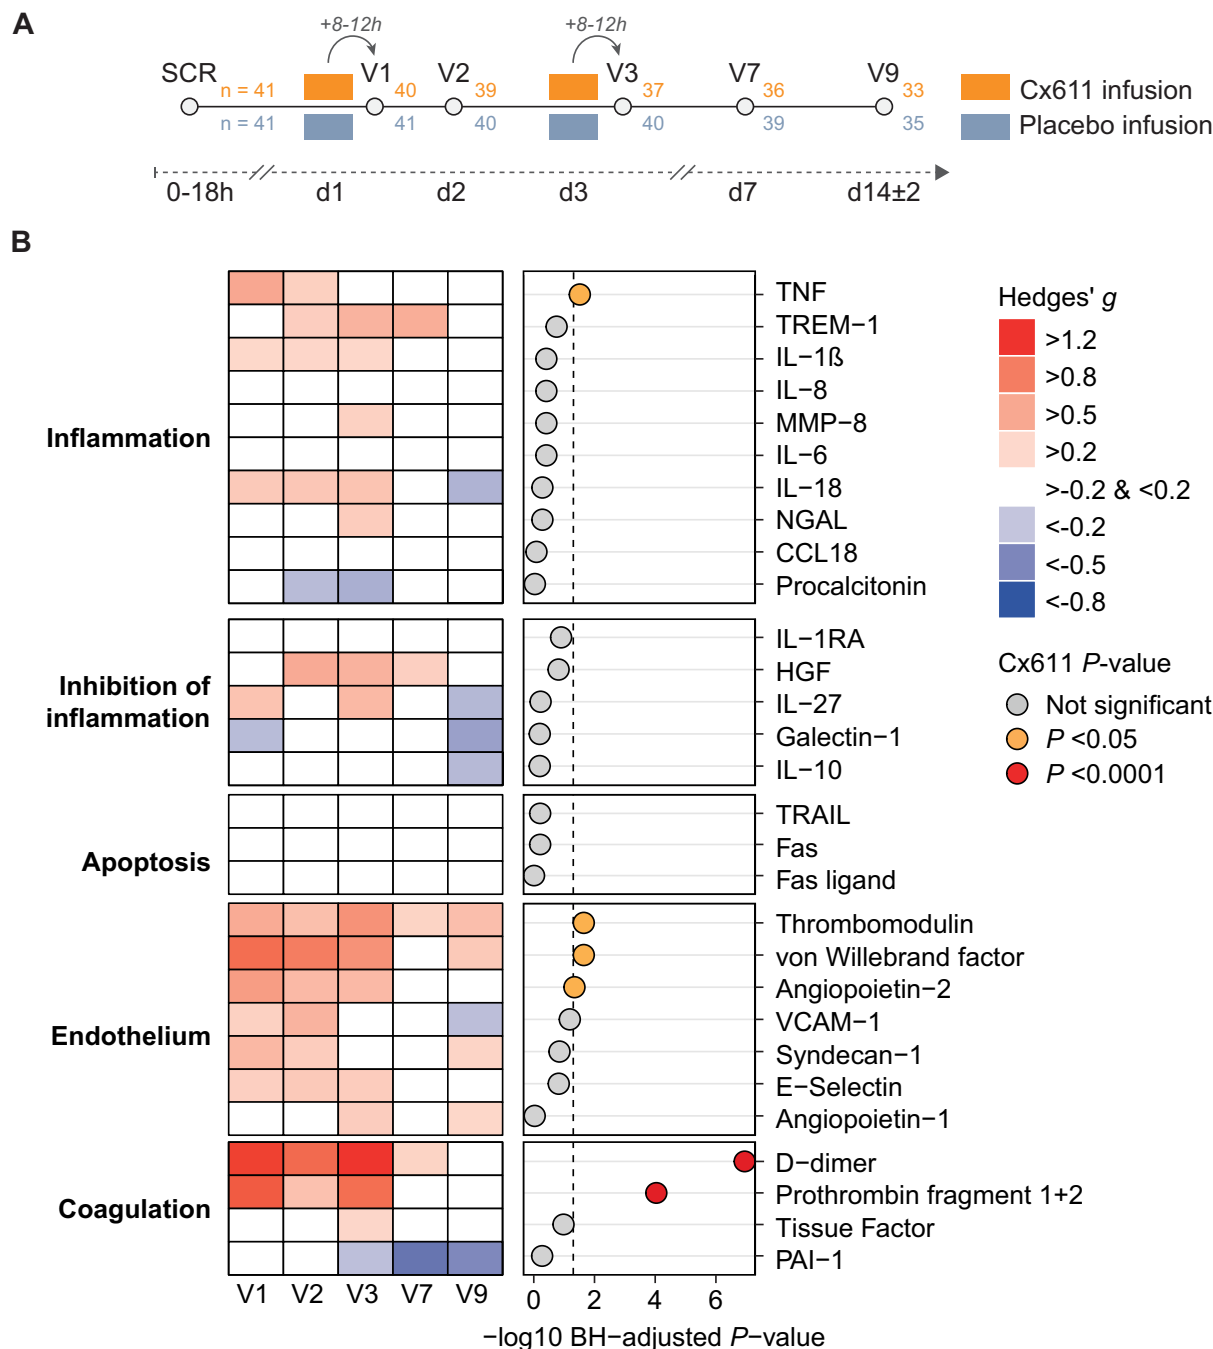 A
+8-12h
+8-12h
SCR
V1
V2
V3
V7
V9
n = 41
40
39
37
36
33
Cx611 infusion
n = 41
41
40
40
39
35
Placebo infusion
0-18h
d1
d2
d3
d7
d14±2
B
Inflammation
TNF
TREM−1
IL−1ß
IL−8
MMP−8
IL−6
IL−18
NGAL
CCL18
Procalcitonin
Inhibition of
inflammation
IL−1RA
HGF
IL−27
Galectin−1
IL−10
Apoptosis
TRAIL
Fas
Fas ligand
Endothelium
Thrombomodulin
von Willebrand factor
Angiopoietin−2
VCAM−1
Syndecan−1
E−Selectin
Angiopoietin−1
Coagulation
D−dimer
Prothrombin fragment 1+2
Tissue Factor
PAI−1
V1
V2
V3
V7
V9
0
2
4
6
−log10 BH−adjusted P−value
Hedges' g
>1.2
>0.8
>0.5
>0.2
>-0.2 & <0.2
<-0.2
<-0.5
<-0.8
Cx611 P-value
Not significant
P <0.05
P <0.0001